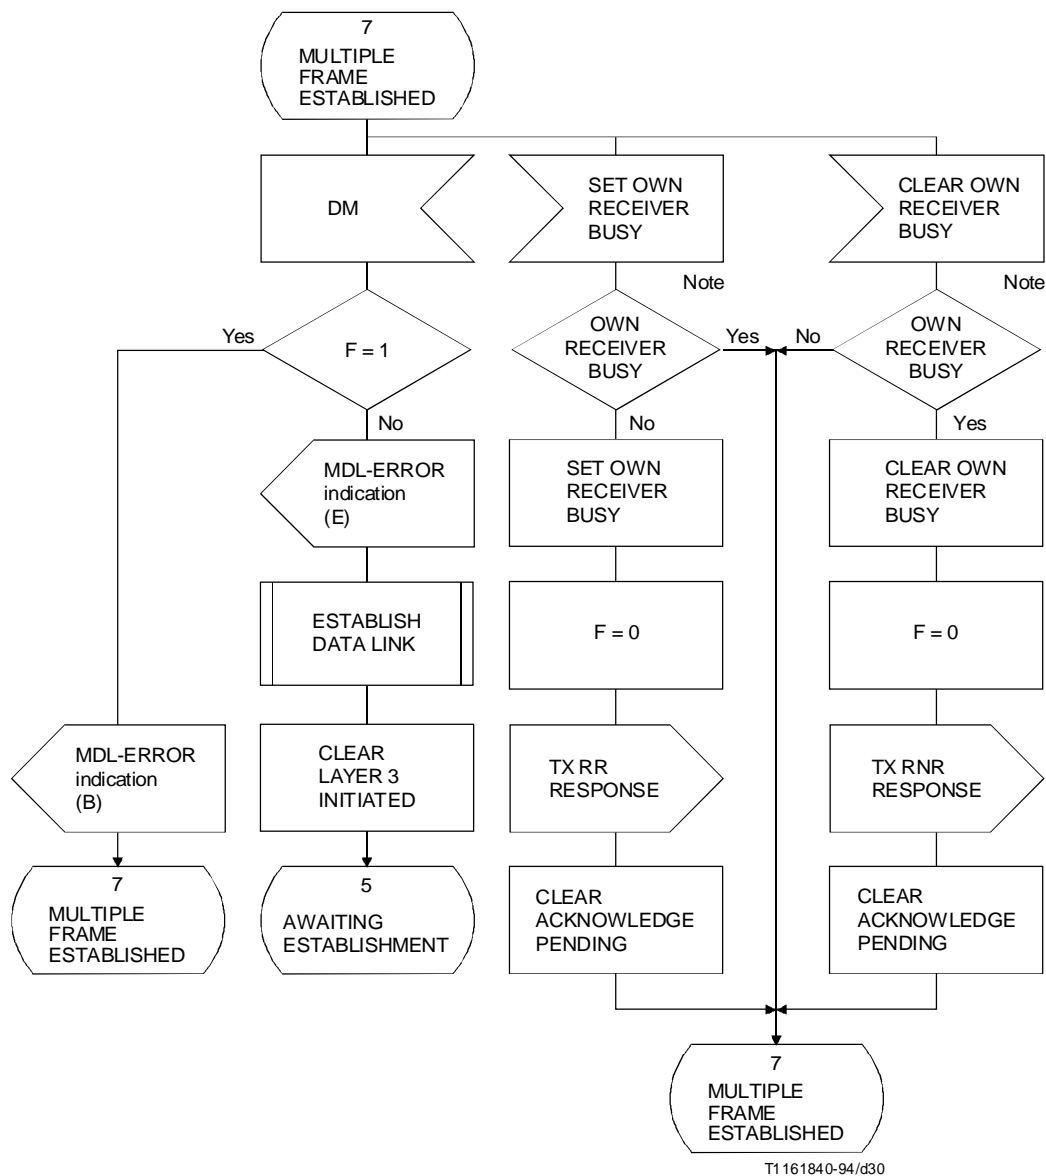 7
MULTIPLE
FRAME
ESTABLISHED
DM
SET OWN
RECEIVER
BUSY
CLEAR OWN
RECEIVER
BUSY
Note
Note
Yes
F = 1
No
OWN
RECEIVER
BUSY
Yes
No
No
OWN
RECEIVER
BUSY
Yes
MDL-ERROR
indication
(E)
SET OWN
RECEIVER
BUSY
CLEAR OWN
RECEIVER
BUSY
ESTABLISH
DATA LINK
F = 0
F = 0
MDL-ERROR
indication
(B)
CLEAR
LAYER 3
INITIATED
TX RR
RESPONSE
TX RNR
RESPONSE
7
MULTIPLE
FRAME
ESTABLISHED
5
AWAITING
ESTABLISHMENT
CLEAR
ACKNOWLEDGE
PENDING
CLEAR
ACKNOWLEDGE
PENDING
7
MULTIPLE
FRAME
ESTABLISHED
T1161840-94/d30